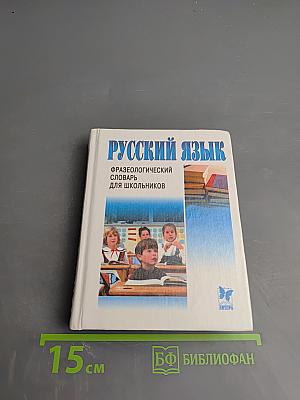 РУССКИЙ ЯЗЫК
ФРАЗЕОЛОГИЧЕСКИЙ
СЛОВАРЬ
ДЛЯ ШКОЛЬНИКОВ
15 см
БФ БИБЛИОФАН